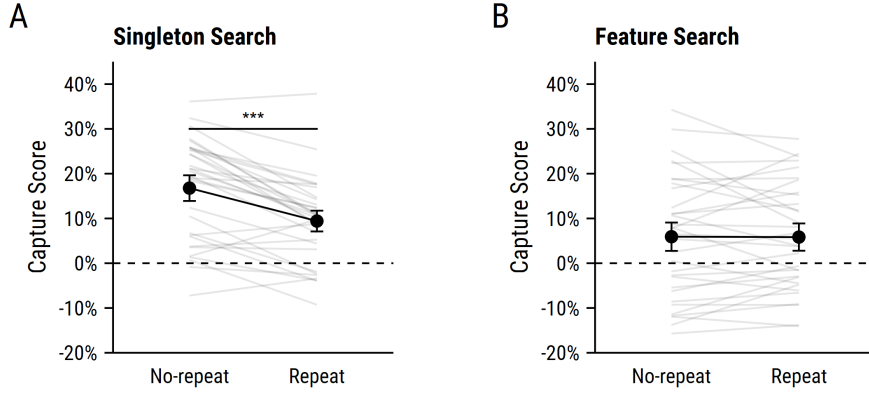 A
Singleton Search
Capture Score
40%
30%
20%
10%
0%
-10%
-20%
***
No-repeat
Repeat
B
Feature Search
Capture Score
40%
30%
20%
10%
0%
-10%
-20%
No-repeat
Repeat